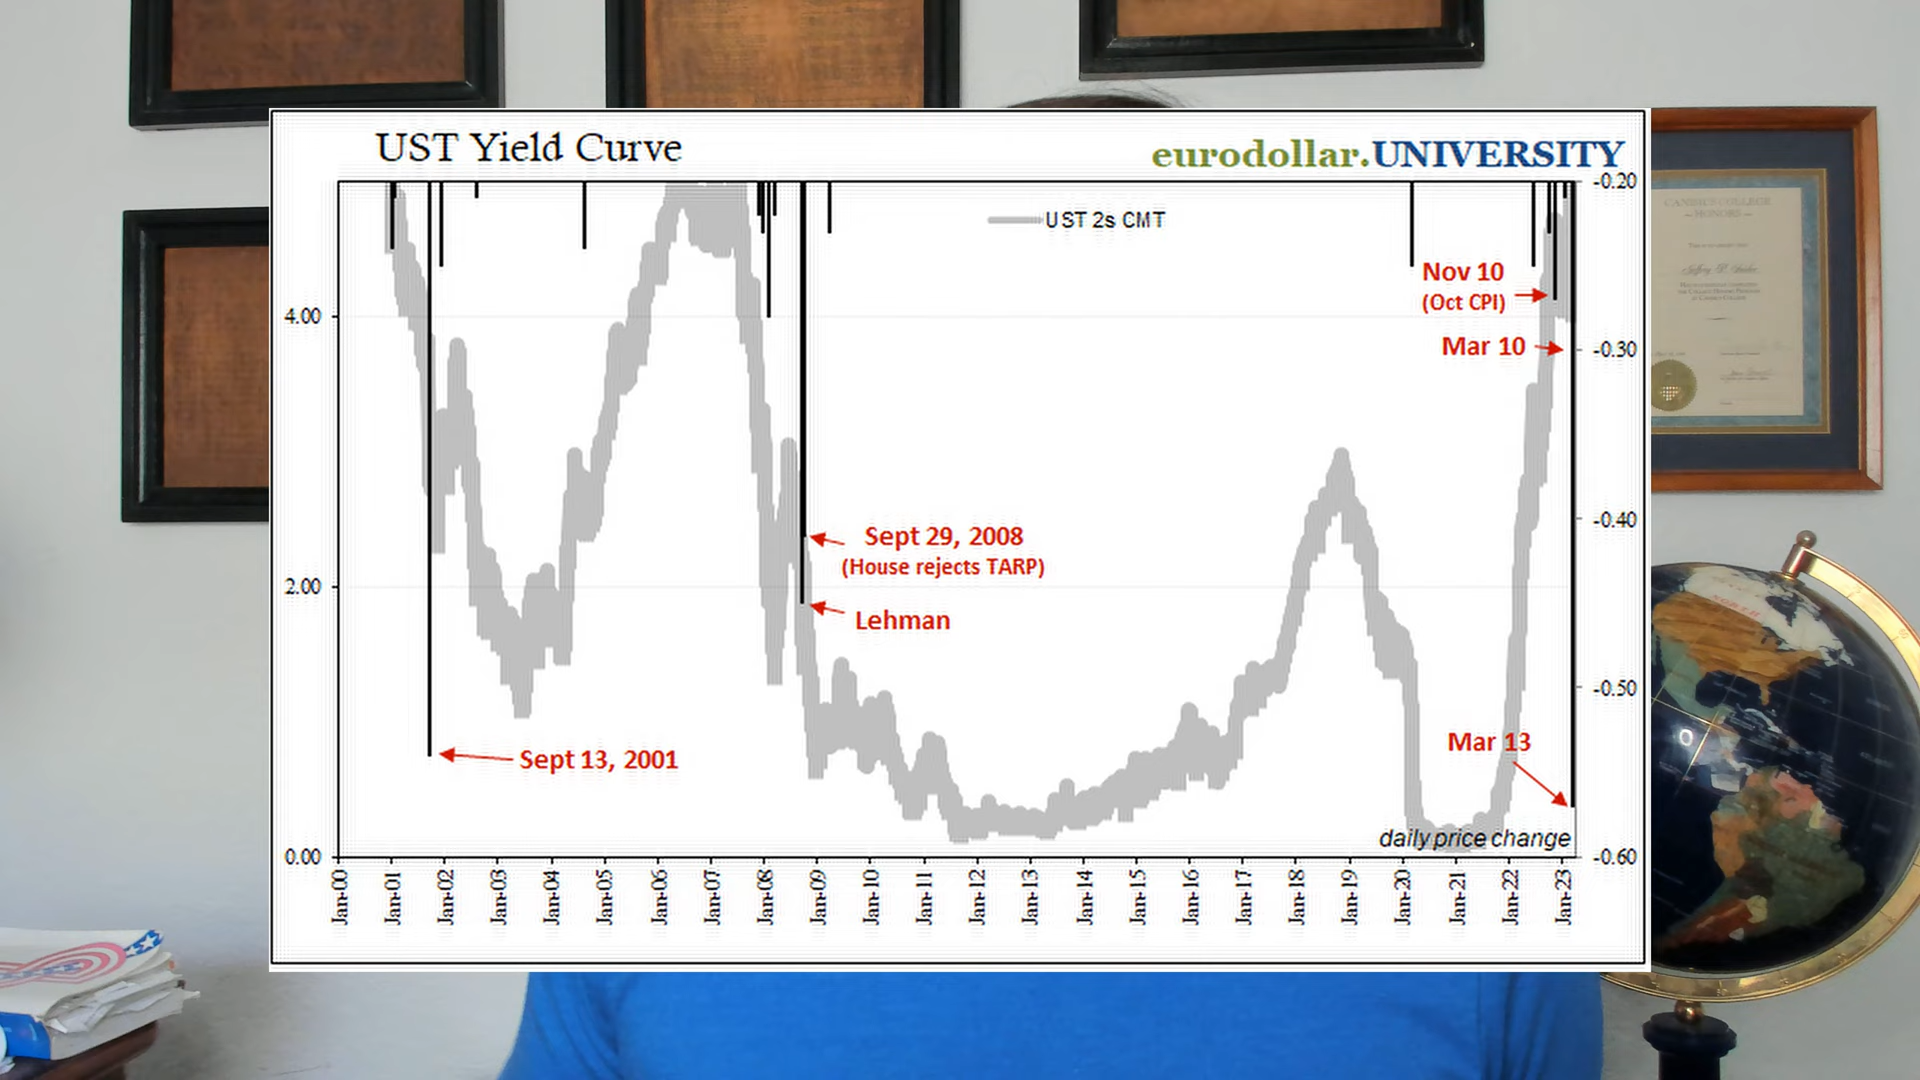 UST Yield Curve
eurodollar.UNIVERSITY
UST 2s CMT
-0.20
Nov 10
(Oct CPI)
4.00
Mar 10
-0.30
-0.40
Sept 29, 2008
(House rejects TARP)
2.00
Lehman
-0.50
Mar 13
Sept 13, 2001
daily price change
0.00
-0.60
Jan-00
Jan-01
Jan-02
Jan-03
Jan-04
Jan-05
Jan-06
Jan-07
Jan-08
Jan-09
Jan-10
Jan-11
Jan-12
Jan-13
Jan-14
Jan-15
Jan-16
Jan-17
Jan-18
Jan-19
Jan-20
Jan-21
Jan-22
Jan-23
HONORS
NORTH